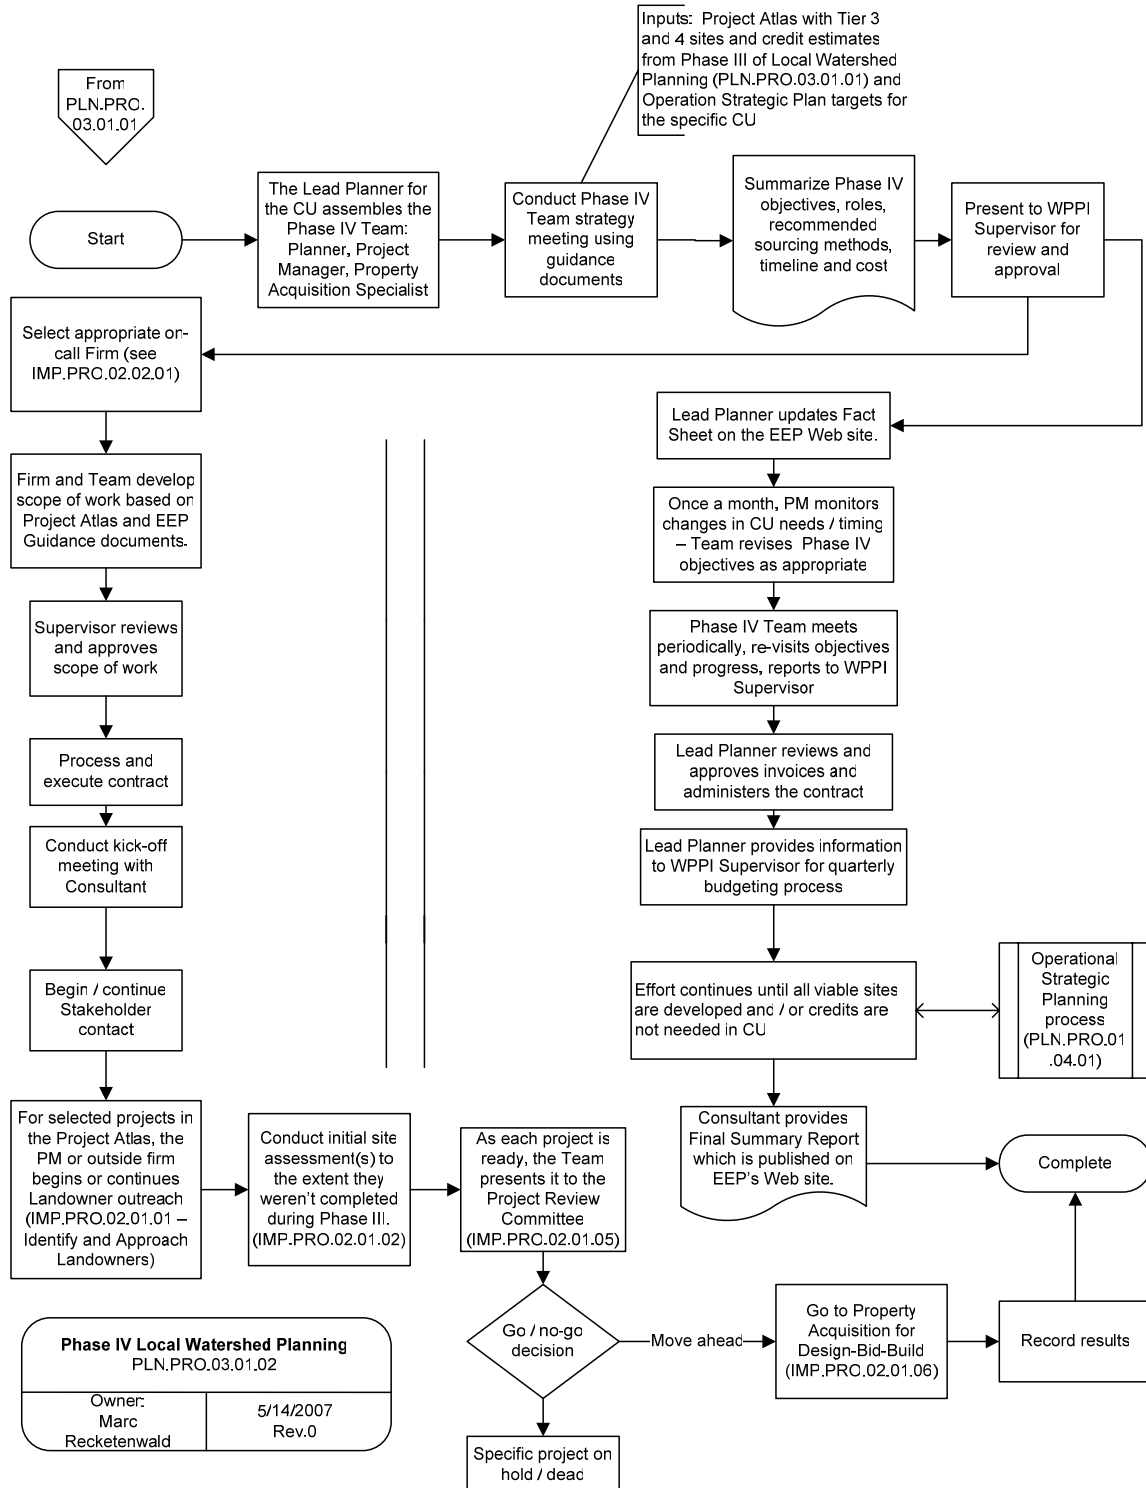 Inputs: Project Atlas with Tier 3
and 4 sites and credit estimates
from Phase III of Local Watershed
Planning (PLN.PRO.03.01.01) and
Operation Strategic Plan targets for
the specific CU
From
PLN.PRO.
03.01.01
Start
The Lead Planner for
the CU assembles the
Phase IV Team:
Planner, Project
Manager, Property
Acquisition Specialist
Conduct Phase IV
Team strategy
meeting using
guidance
documents
Summarize Phase IV
objectives, roles,
recommended
sourcing methods,
timeline and cost
Present to WPPI
Supervisor for
review and
approval
Select appropriate on-
call Firm (see
IMP.PRO.02.02.01)
Firm and Team develop
scope of work based on
Project Atlas and EEP
Guidance documents.
Supervisor reviews
and approves
scope of work
Process and
execute contract
Conduct kick-off
meeting with
Consultant
Begin / continue
Stakeholder
contact
For selected projects in
the Project Atlas, the
PM or outside firm
begins or continues
Landowner outreach
(IMP.PRO.02.01.01 –
Identify and Approach
Landowners)
Conduct initial site
assessment(s) to
the extent they
weren't completed
during Phase III.
(IMP.PRO.02.01.02)
As each project is
ready, the Team
presents it to the
Project Review
Committee
(IMP.PRO.02.01.05)
Go / no-go
decision
Move ahead
Go to Property
Acquisition for
Design-Bid-Build
(IMP.PRO.02.01.06)
Record results
Specific project on
hold / dead
Lead Planner updates Fact
Sheet on the EEP Web site.
Once a month, PM monitors
changes in CU needs / timing
– Team revises Phase IV
objectives as appropriate
Phase IV Team meets
periodically, re-visits objectives
and progress, reports to WPPI
Supervisor
Lead Planner reviews and
approves invoices and
administers the contract
Lead Planner provides information
to WPPI Supervisor for quarterly
budgeting process
Effort continues until all viable sites
are developed and / or credits are
not needed in CU
Operational
Strategic
Planning
process
(PLN.PRO.01
.04.01)
Consultant provides
Final Summary Report
which is published on
EEP's Web site.
Complete
Phase IV Local Watershed Planning
PLN.PRO.03.01.02
Owner:
Marc
Recketenwald
5/14/2007
Rev.0